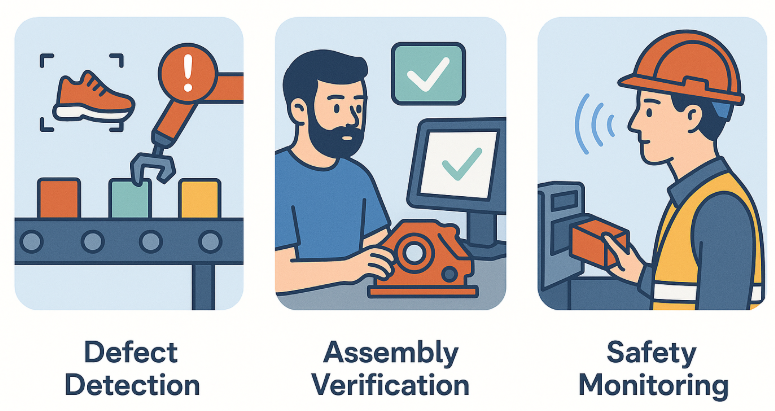 Defect
Detection
Assembly
Verification
Safety
Monitoring